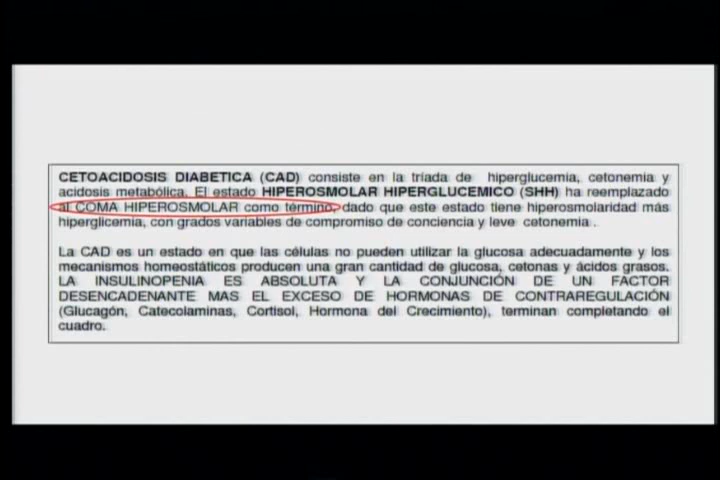 CETOACIDOSIS DIABETICA (CAD) consiste en la tríada de hiperglucemia, cetonemia y
acidosis metabólica. El estado HIPEROSMOLAR HIPERGLUCEMICO (SHH) ha reemplazado
al COMA HIPEROSMOLAR como término, dado que este estado tiene hiperosmolaridad más
hiperglicemia, con grados variables de compromiso de conciencia y leve cetonemia .
La CAD es un estado en que las células no pueden utilizar la glucosa adecuadamente y los
mecanismos homeostáticos producen una gran cantidad de glucosa, cetonas y ácidos grasos.
LA INSULINOPENIA ES ABSOLUTA Y LA CONJUNCIÓN DE UN FACTOR
DESENCADENANTE MAS EL EXCESO DE HORMONAS DE CONTRAREGULACIÓN
(Glucagón, Catecolaminas, Cortisol, Hormona del Crecimiento), terminan completando el
cuadro.